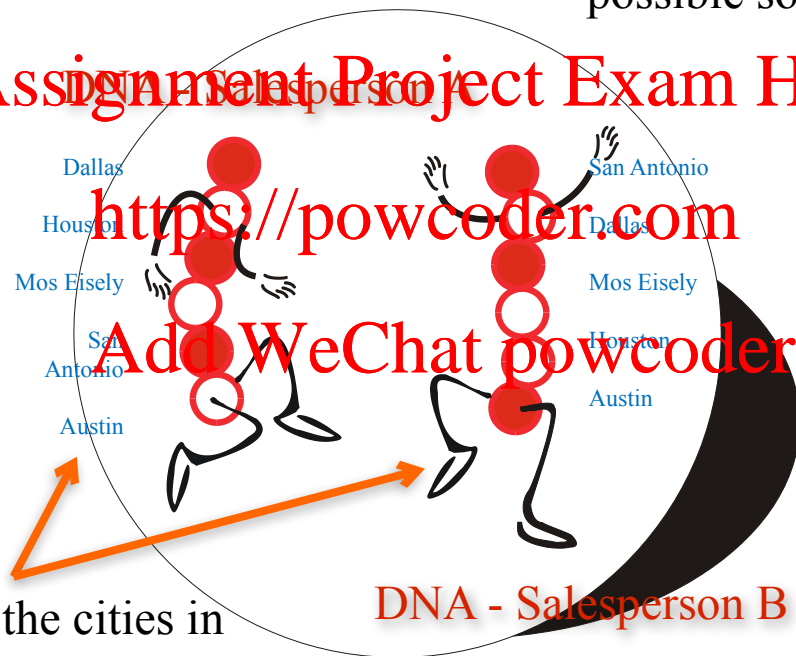 possible so
Assignment Project Exam H
DNA - Salesperson A
Dallas
Houston
Mos Eisely
San
Antonio
Austin
https://powcoder.com
San Antonio
Dallas
Mos Eisely
Houston
Austin
Add WeChat powcoder
the cities in
DNA - Salesperson B